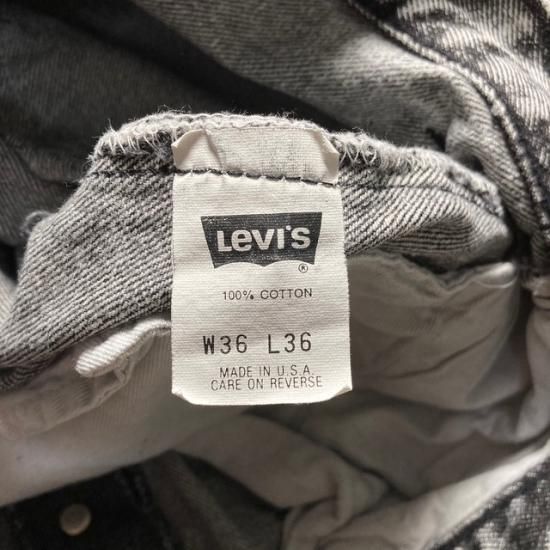 LEVI'S
®
100% COTTON
W36 L36
MADE IN U.S.A.
CARE ON REVERSE